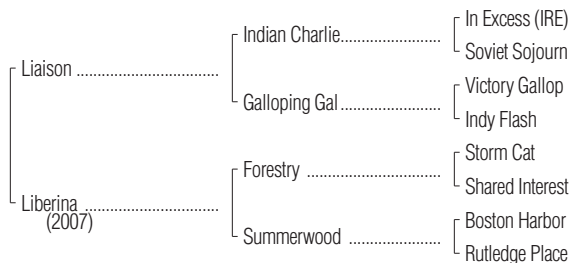 In Excess (IRE)
Indian Charlie
Soviet Sojourn
Liaison
Victory Gallop
Galloping Gal
Indy Flash
Storm Cat
Forestry
Shared Interest
Liberina
(2007)
Boston Harbor
Summerwood
Rutledge Place